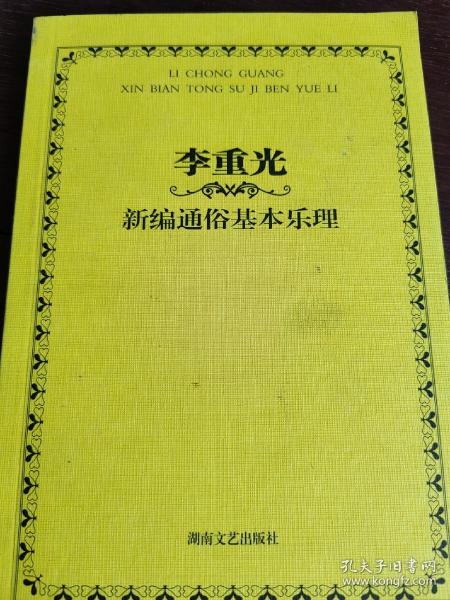 LI CHONG GUANG
XIN BIAN TONG SU JI BEN YUE LI
李重光
新编通俗基本乐理
湖南文艺出版社
孔夫子旧书网
www.kongfz.com